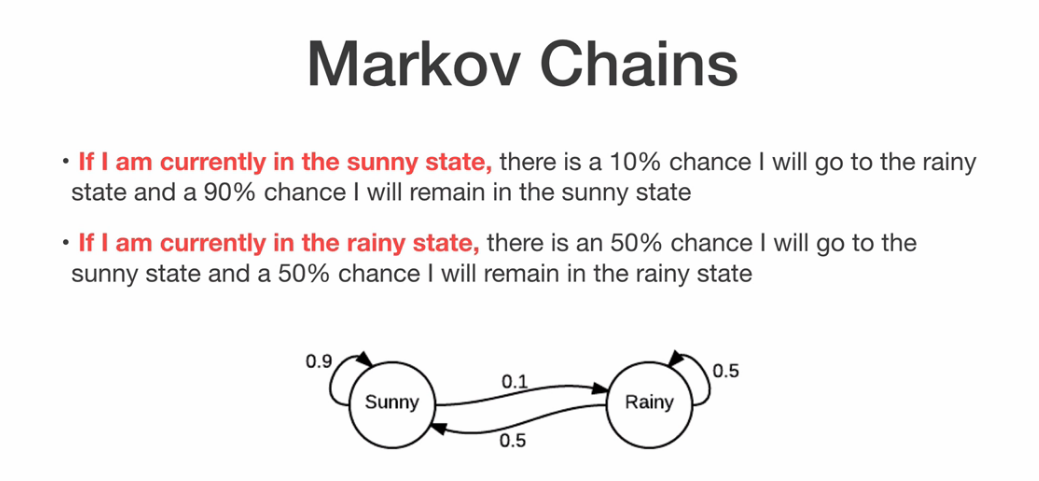 Markov Chains
• If I am currently in the sunny state, there is a 10% chance I will go to the rainy
state and a 90% chance I will remain in the sunny state
• If I am currently in the rainy state, there is an 50% chance I will go to the
sunny state and a 50% chance I will remain in the rainy state
0.9
Sunny
0.1
0.5
Rainy
0.5